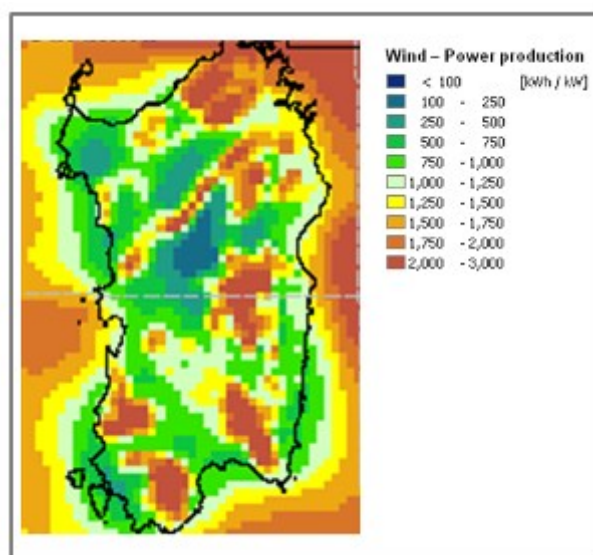 Wind – Power production
< 100 [kWh / kW]
100 - 250
250 - 500
500 - 750
750 - 1,000
1,000 - 1,250
1,250 - 1,500
1,500 - 1,750
1,750 - 2,000
2,000 - 3,000